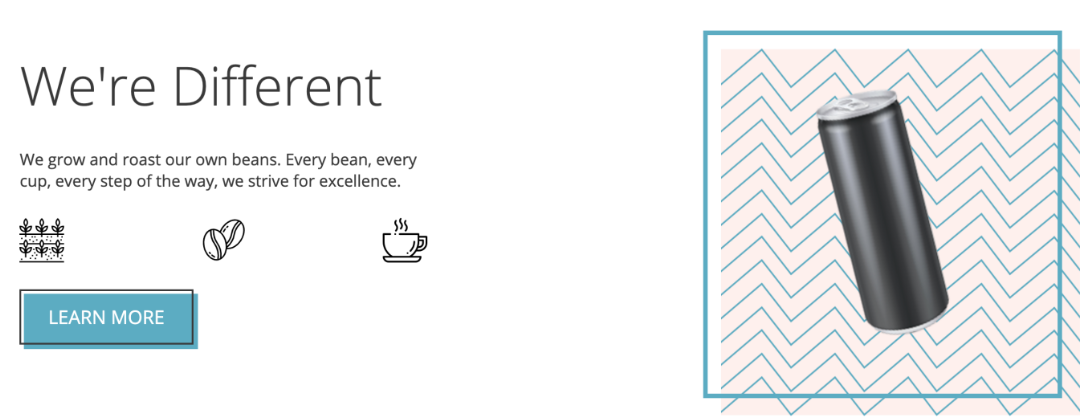 We're Different
We grow and roast our own beans. Every bean, every
cup, every step of the way, we strive for excellence.
LEARN MORE